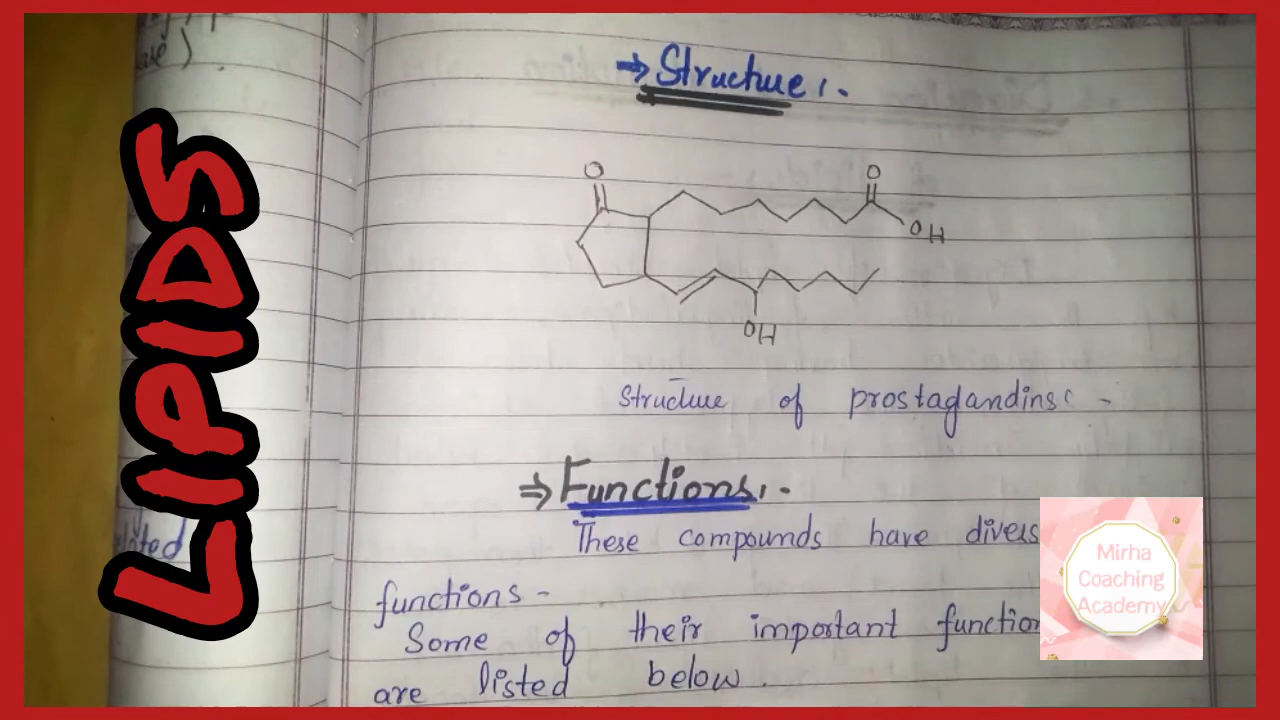 LIPIDS
⇒ Structure :-
O
O
OH
OH
Structure of prostaglandins :-
⇒ Functions :-
These compounds have divers
functions -
Some of their important function
are listed below.
Mirha
Coaching
Academy